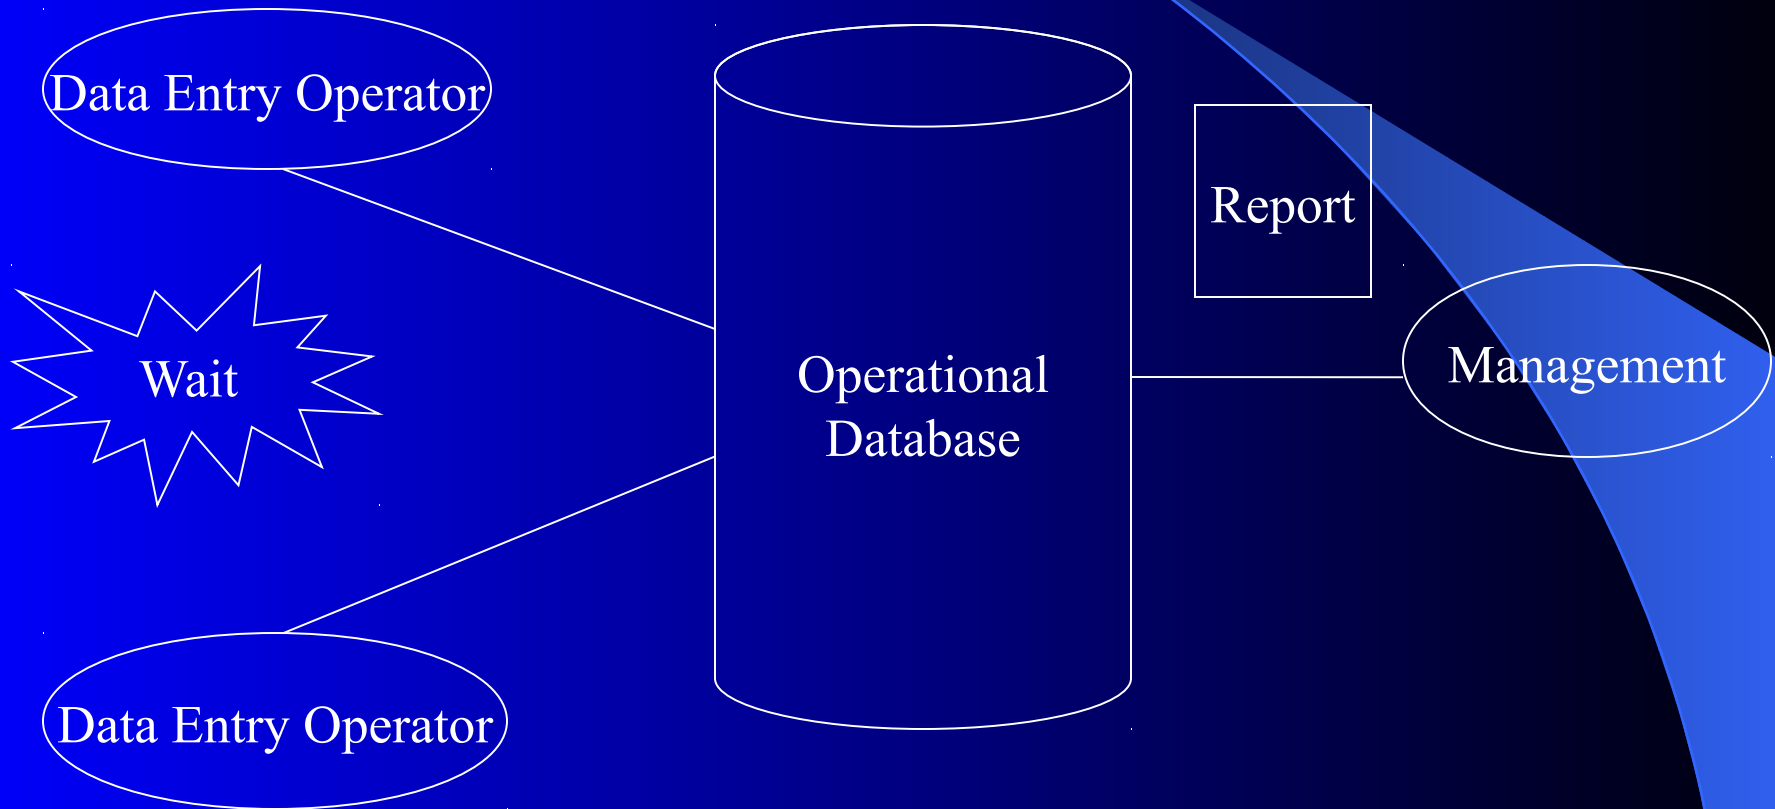 Data Entry Operator
Report
Wait
Operational
Database
Management
Data Entry Operator